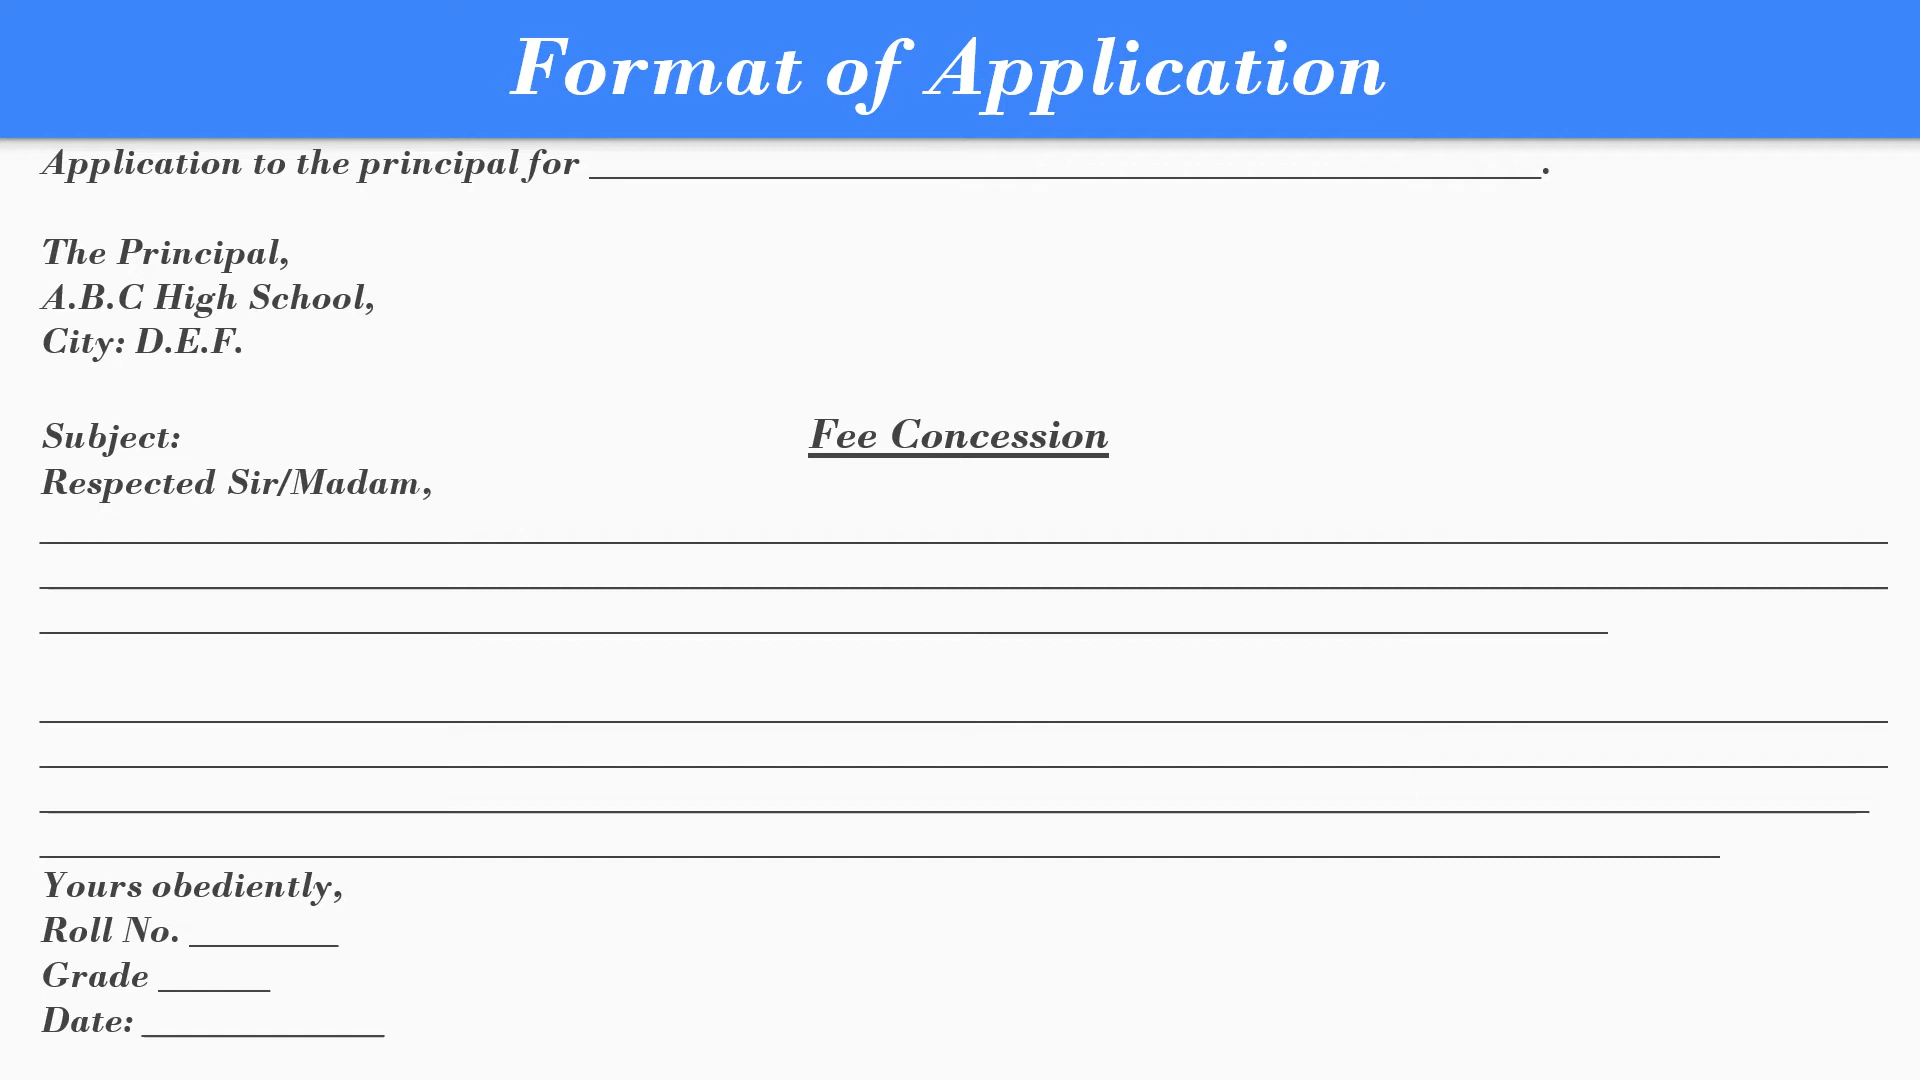 Format of Application
Application to the principal for ______________________________________________.
The Principal,
A.B.C High School,
City: D.E.F.
Subject: Fee Concession
Respected Sir/Madam,
Yours obediently,
Roll No. ________
Grade ______
Date: _____________